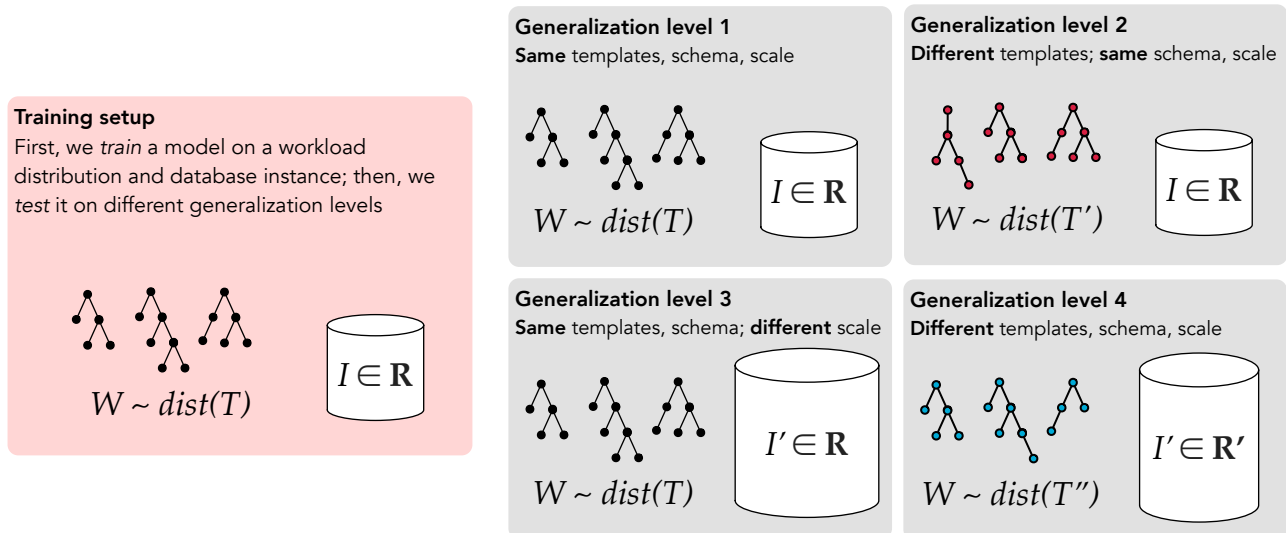 Training setup
First, we train a model on a workload
distribution and database instance; then, we
test it on different generalization levels
W ~ dist(T)
I ∈ R
Generalization level 1
Same templates, schema, scale
W ~ dist(T)
I ∈ R
Generalization level 2
Different templates; same schema, scale
W ~ dist(T′)
I ∈ R
Generalization level 3
Same templates, schema; different scale
W ~ dist(T)
I′ ∈ R
Generalization level 4
Different templates, schema, scale
W ~ dist(T″)
I′ ∈ R′